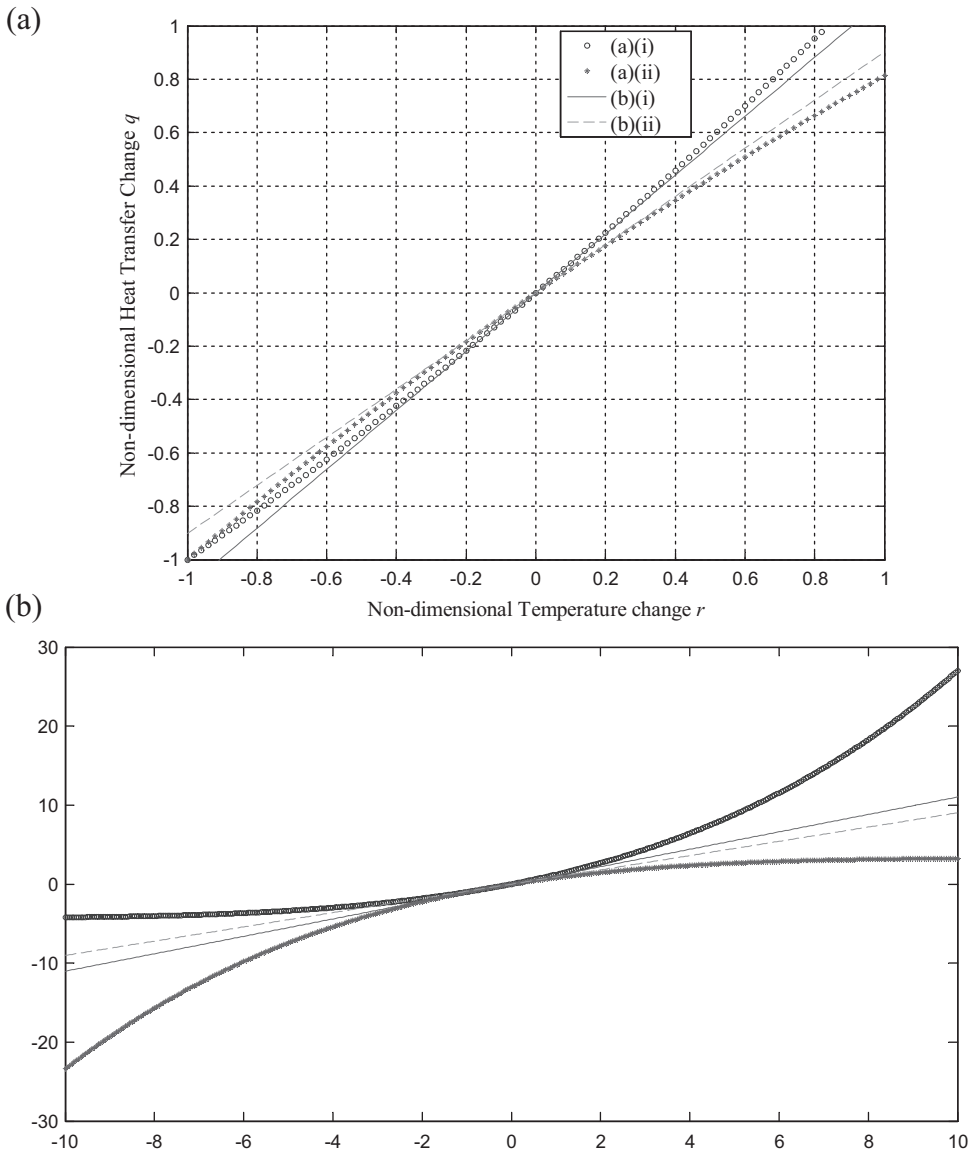 (a)
1
0.8
0.6
0.4
0.2
0
-0.2
-0.4
-0.6
-0.8
-1
Non-dimensional Heat Transfer Change q
(a)(i)
(a)(ii)
(b)(i)
(b)(ii)
-1 -0.8 -0.6 -0.4 -0.2 0 0.2 0.4 0.6 0.8 1
Non-dimensional Temperature change r
(b)
30
20
10
0
-10
-20
-30
-10 -8 -6 -4 -2 0 2 4 6 8 10